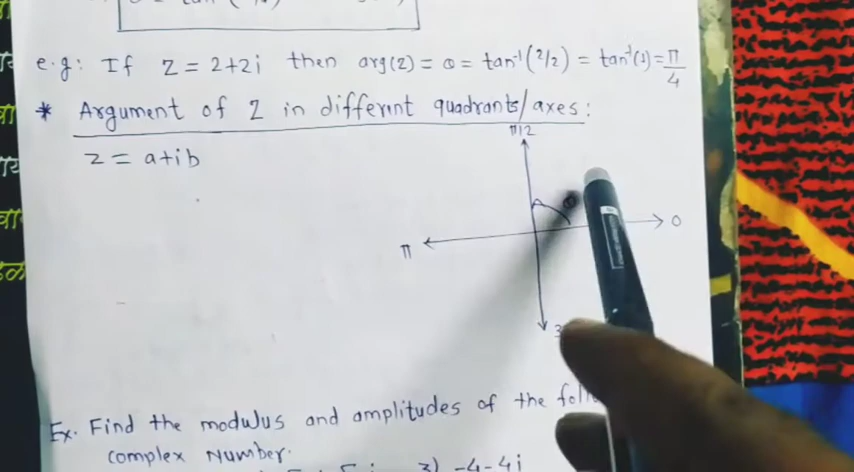 e.g: If z = 2+2i then arg(z) = θ = tan⁻¹(2/2) = tan⁻¹(1) = π/4
* Argument of Z in different quadrants/axes:
z = a+ib
π/2
θ
0
π
3
Ex. Find the modulus and amplitudes of the
complex Number.
3) -4-4i